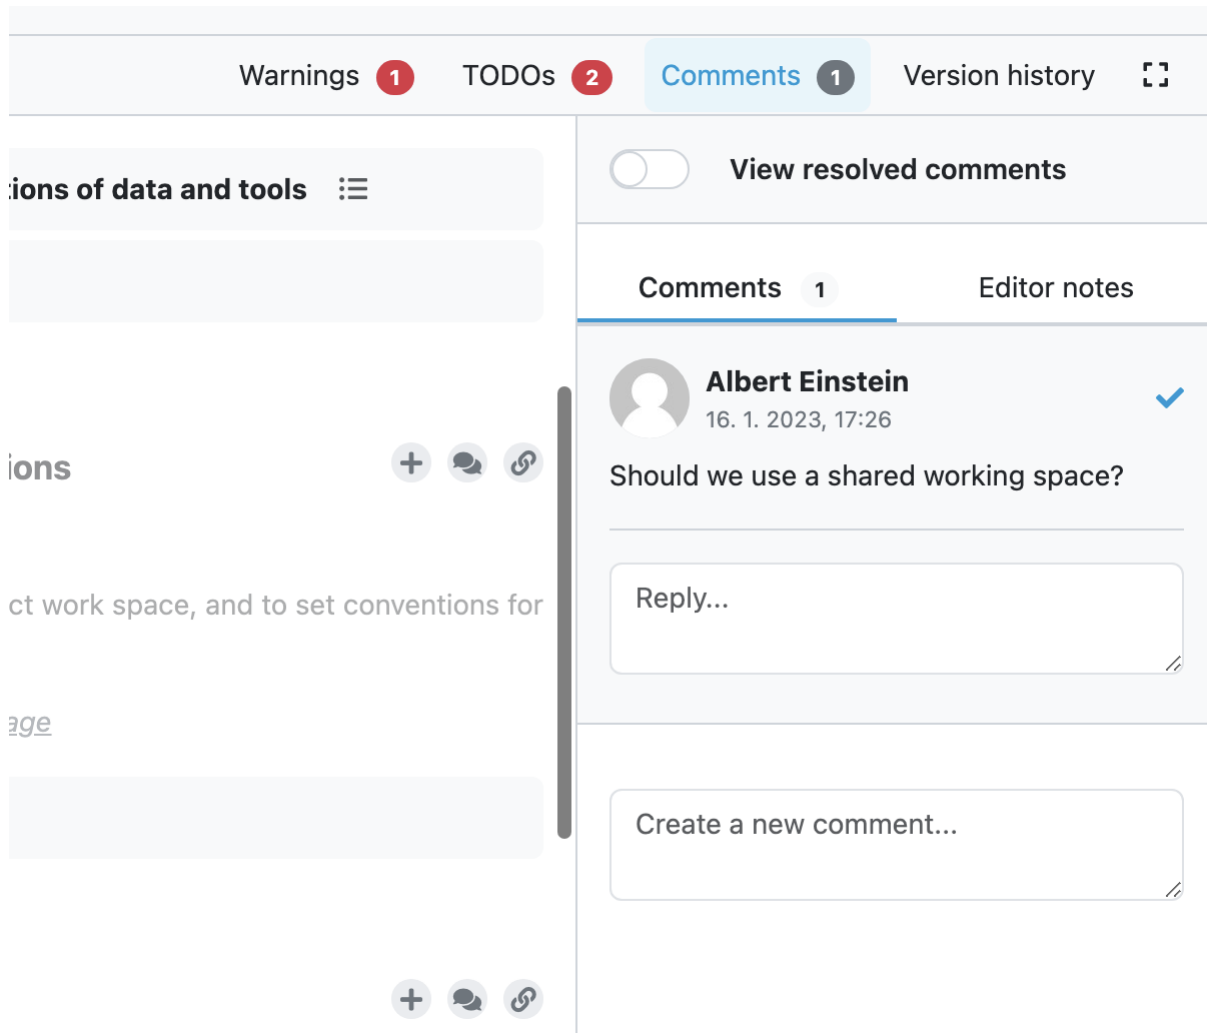 Warnings 1 TODOs 2 Comments 1 Version history
tions of data and tools
View resolved comments
Comments 1 Editor notes
Albert Einstein
16. 1. 2023, 17:26
ions
Should we use a shared working space?
ct work space, and to set conventions for
Reply...
age
Create a new comment...